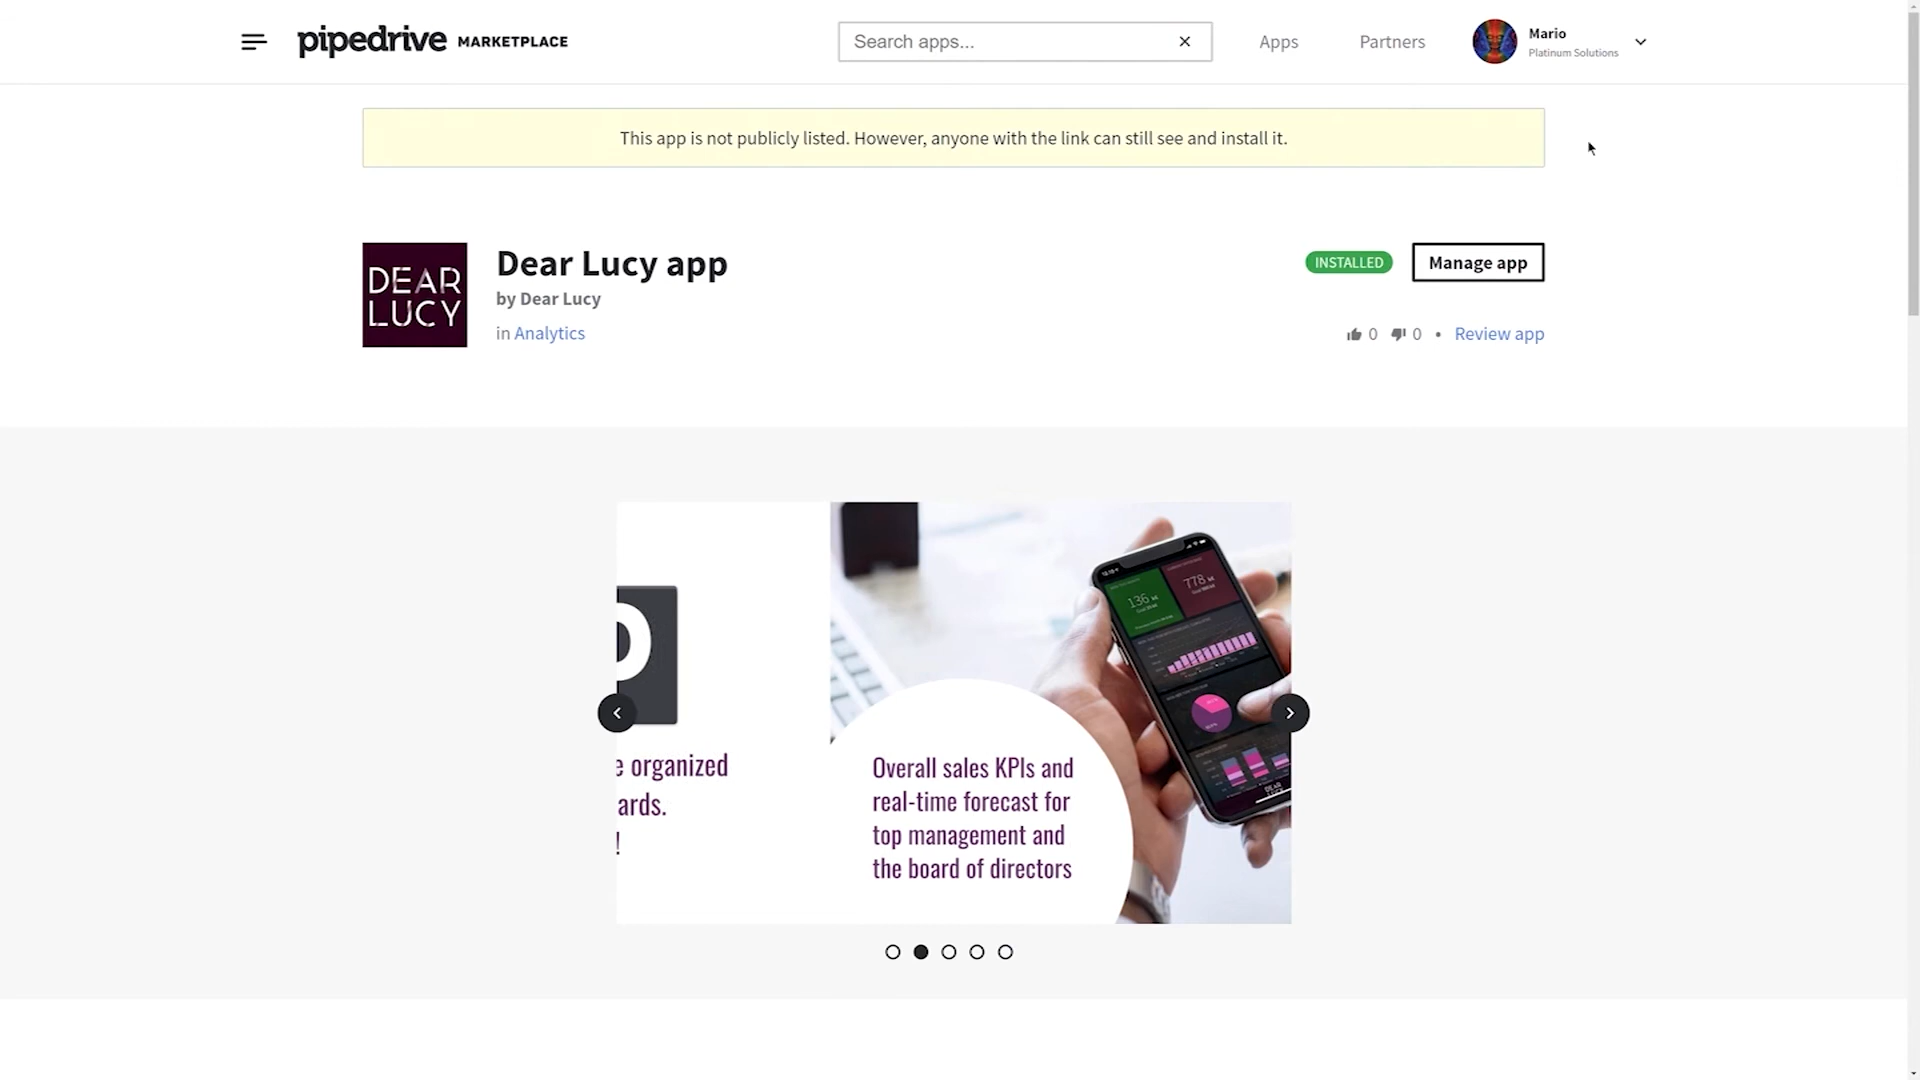 pipedrive MARKETPLACE
Search apps...
Apps
Partners
Mario
Platinum Solutions
This app is not publicly listed. However, anyone with the link can still see and install it.
DEAR
LUCY
Dear Lucy app
by Dear Lucy
in Analytics
INSTALLED
Manage app
0
0
•
Review app
e organized
ards.
!
136 k€
778 k€
Overall sales KPIs and
real-time forecast for
top management and
the board of directors
DEAR
LUCY